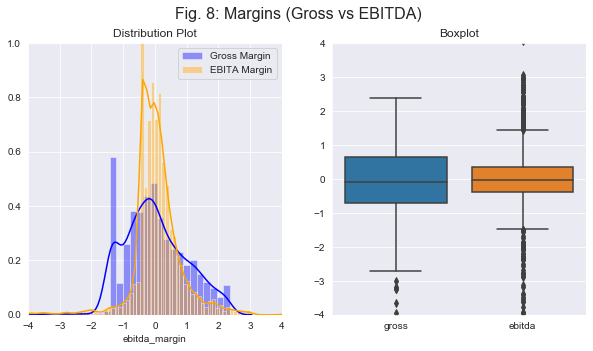 Fig. 8: Margins (Gross vs EBITDA)
Distribution Plot
Gross Margin
EBITA Margin
1.0
0.8
0.6
0.4
0.2
0.0
−4 −3 −2 −1 0 1 2 3 4
ebitda_margin
Boxplot
4
3
2
1
0
−1
−2
−3
−4
gross ebitda